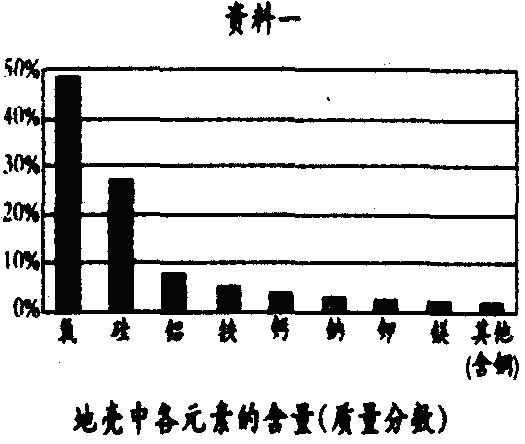 资料一
50%
40%
30%
20%
10%
0%
氧 硅 铝 铁 钙 钠 钾 镁 其他
(含铜)
地壳中各元素的含量(质量分数)